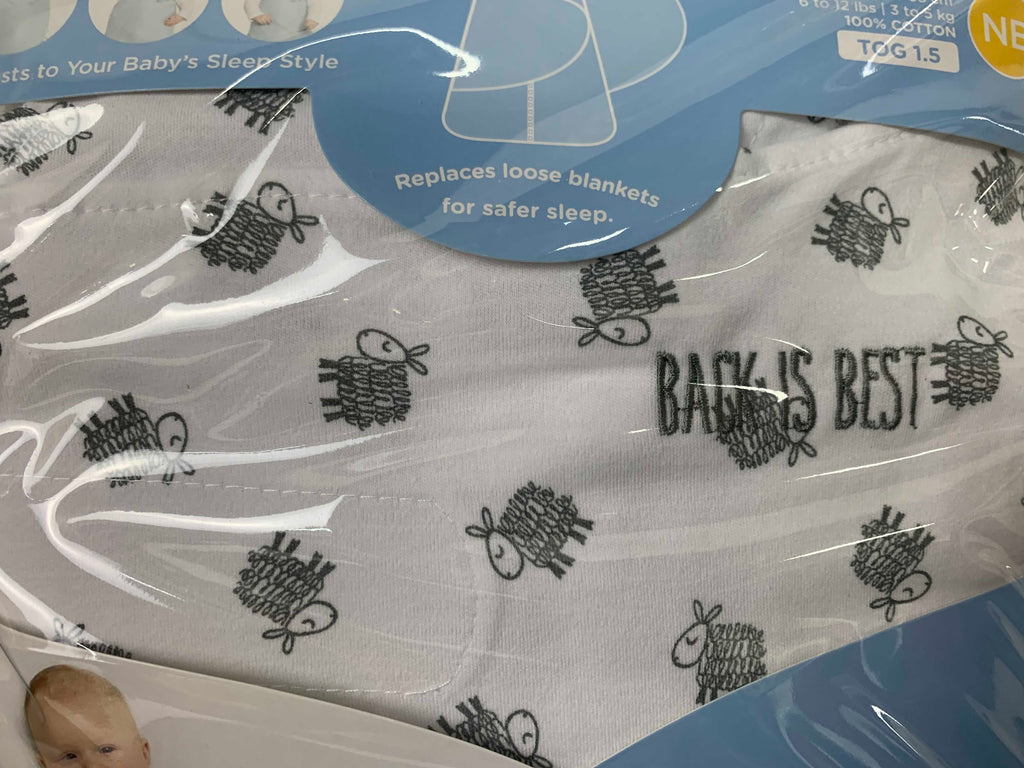 6 to 12 lbs | 3 to 5 kg
100% COTTON
TOG 1.5
NE
sts to Your Baby's Sleep Style
Replaces loose blankets
for safer sleep.
BACK IS BEST